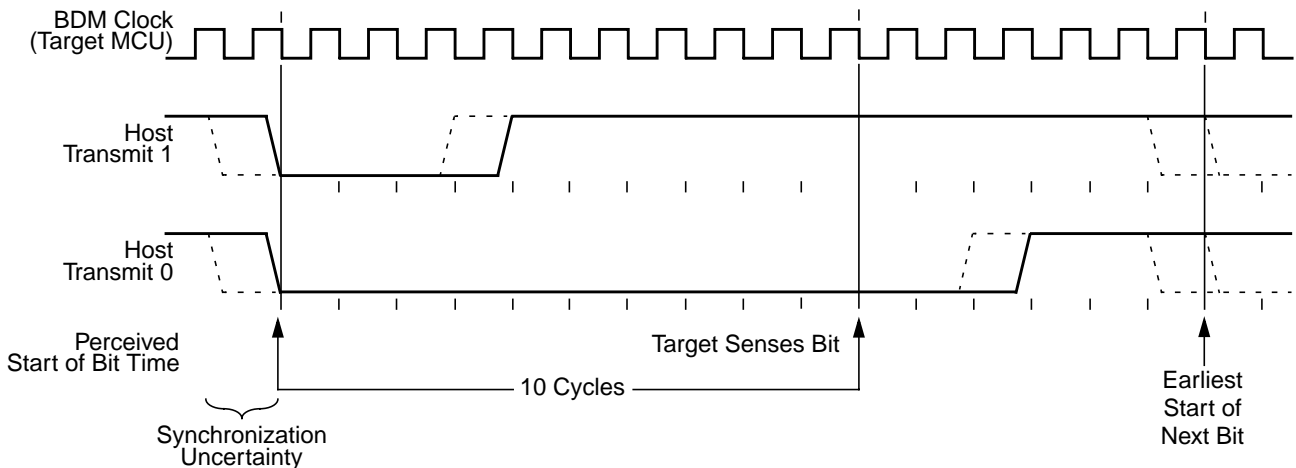 BDM Clock
(Target MCU)
Host
Transmit 1
Host
Transmit 0
Perceived
Start of Bit Time
Target Senses Bit
10 Cycles
Earliest
Start of
Next Bit
Synchronization
Uncertainty